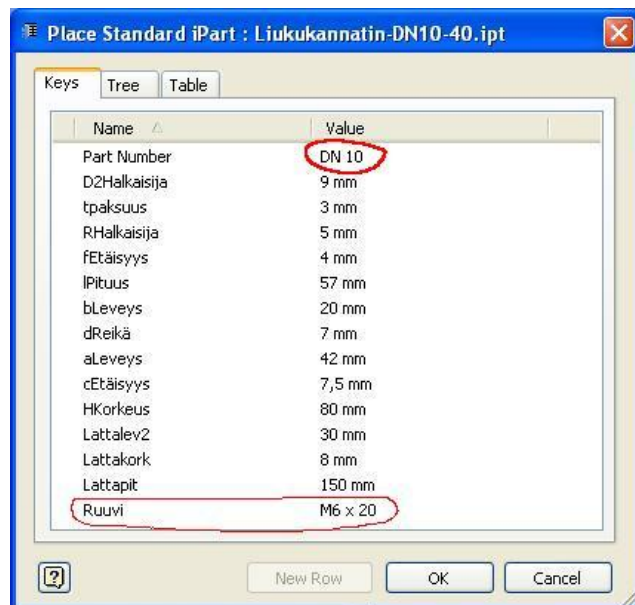 Place Standard iPart : Liukukannatin-DN10-40.ipt
Keys Tree Table
Name Value
Part Number DN 10
D2Halkaisija 9 mm
tpaksuus 3 mm
RHalkaisija 5 mm
fEtäisyys 4 mm
lPituus 57 mm
bLeveys 20 mm
dReikä 7 mm
aLeveys 42 mm
cEtäisyys 7,5 mm
HKorkeus 80 mm
Lattalev2 30 mm
Lattakork 8 mm
Lattapit 150 mm
Ruuvi M6 x 20
? New Row OK Cancel